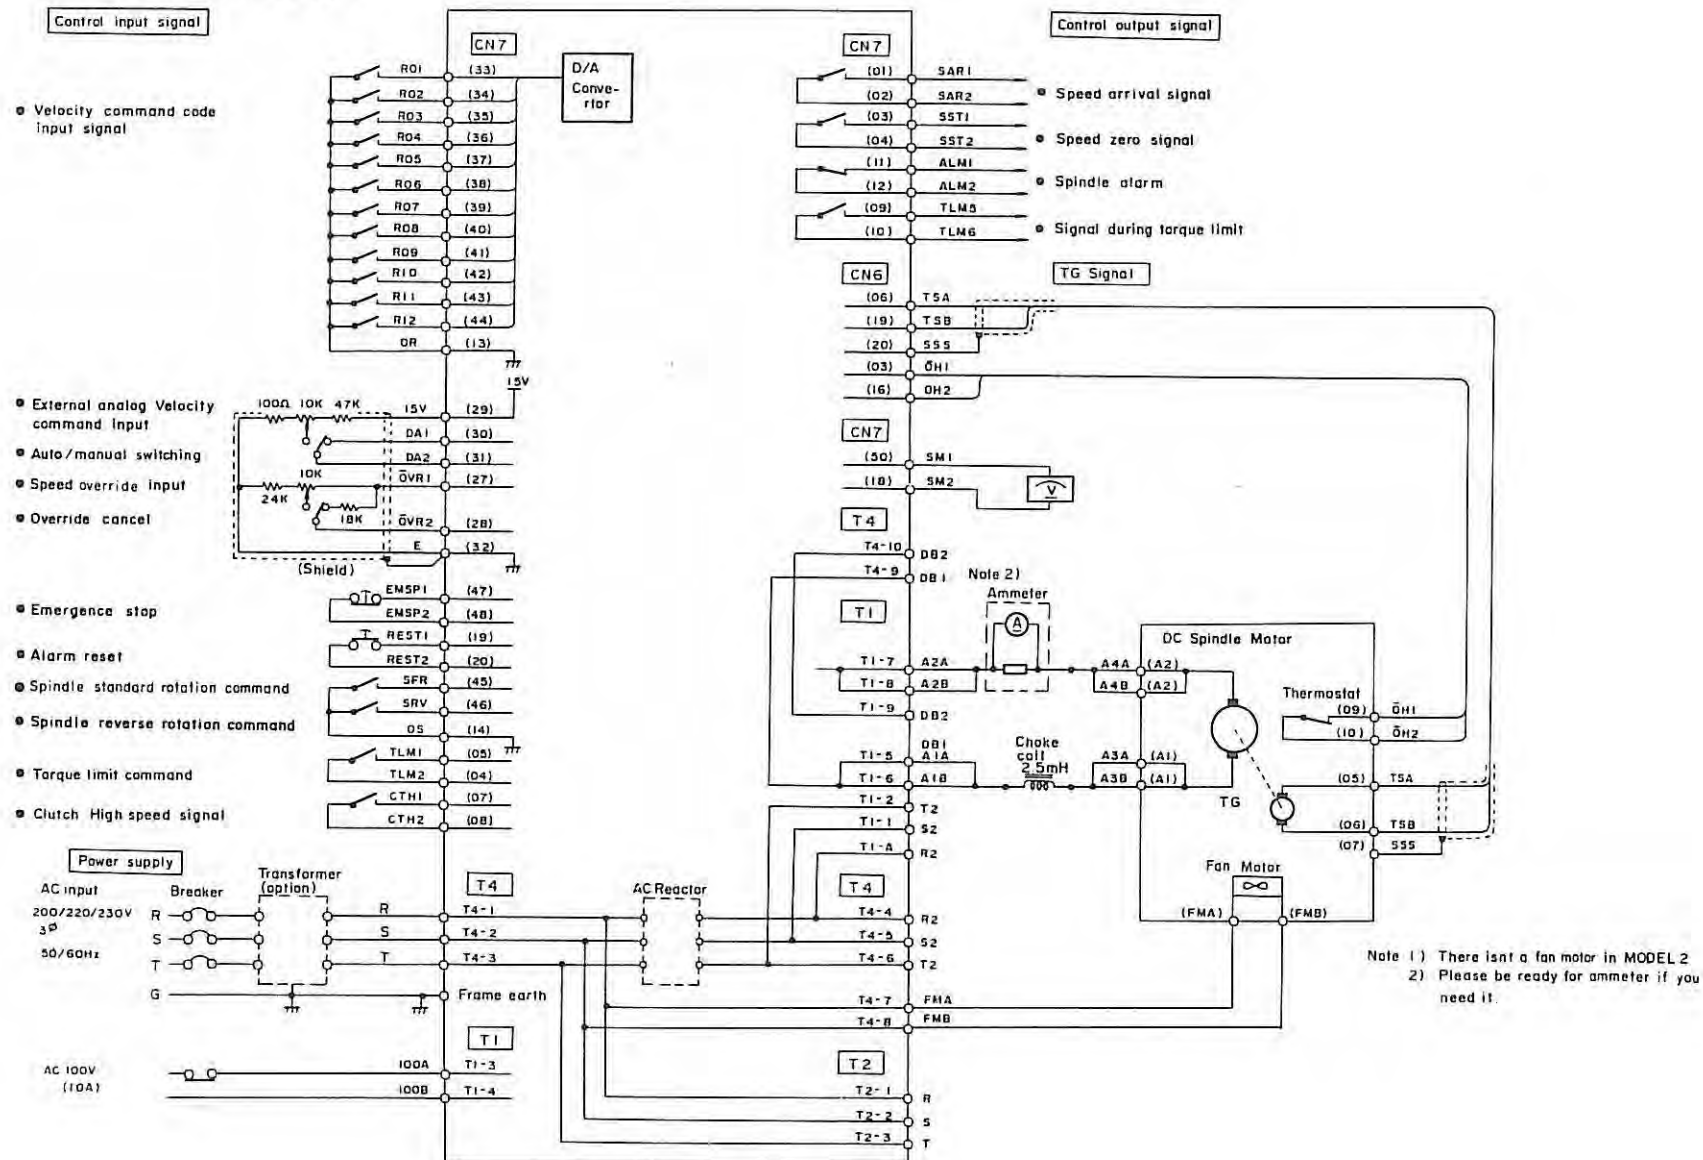 Control input signal
CN7
D/A
Conve-
rtor
• Velocity command code
input signal
R01 (33)
R02 (34)
R03 (35)
R04 (36)
R05 (37)
R06 (38)
R07 (39)
R08 (40)
R09 (41)
R10 (42)
R11 (43)
R12 (44)
OR (13)
15V
• External analog Velocity
command input
100Ω 10K 47K
15V (29)
DA1 (30)
• Auto/manual switching
DA2 (31)
• Speed override input
10K
24K
ŌVR1 (27)
• Override cancel
18K
ŌVR2 (28)
E (32)
(Shield)
• Emergence stop
EMSP1 (47)
EMSP2 (48)
• Alarm reset
REST1 (19)
REST2 (20)
• Spindle standard rotation command
SFR (45)
• Spindle reverse rotation command
SRV (46)
OS (14)
• Torque limit command
TLM1 (05)
TLM2 (04)
• Clutch High speed signal
CTH1 (07)
CTH2 (08)
Power supply
AC input
200/220/230V
3ø
50/60Hz
Breaker
Transformer
(option)
R
S
T
G
R
S
T
T4
T4-1
T4-2
T4-3
Frame earth
AC Reactor
T1
AC 100V
(10A)
100A T1-3
100B T1-4
Control output signal
CN7
(01) SAR1
(02) SAR2
• Speed arrival signal
(03) SST1
(04) SST2
• Speed zero signal
(11) ALM1
(12) ALM2
• Spindle alarm
(09) TLM5
(10) TLM6
• Signal during torque limit
CN6
TG Signal
(06) TSA
(19) TSB
(20) SSS
(03) ŌH1
(16) OH2
CN7
(50) SM1
(18) SM2
V
T4
T4-10 DB2
T4-9 DB1
T1
Note 2)
Ammeter
A
T1-7 A2A
T1-8 A2B
T1-9 DB2
DB1
T1-5 A1A
T1-6 A1B
T1-2 T2
T1-1 S2
T1-A R2
Choke
coil
2.5mH
A4A (A2)
A4B (A2)
A3A (A1)
A3B (A1)
DC Spindle Motor
TG
Thermostat
(09) ŌH1
(10) ŌH2
(05) TSA
(06) TSB
(07) SSS
Fan Motor
(FMA) (FMB)
T4
T4-4 R2
T4-5 S2
T4-6 T2
T4-7 FMA
T4-8 FMB
T2
T2-1 R
T2-2 S
T2-3 T
Note 1) There isnt a fan motor in MODEL 2
2) Please be ready for ammeter if you
need it.